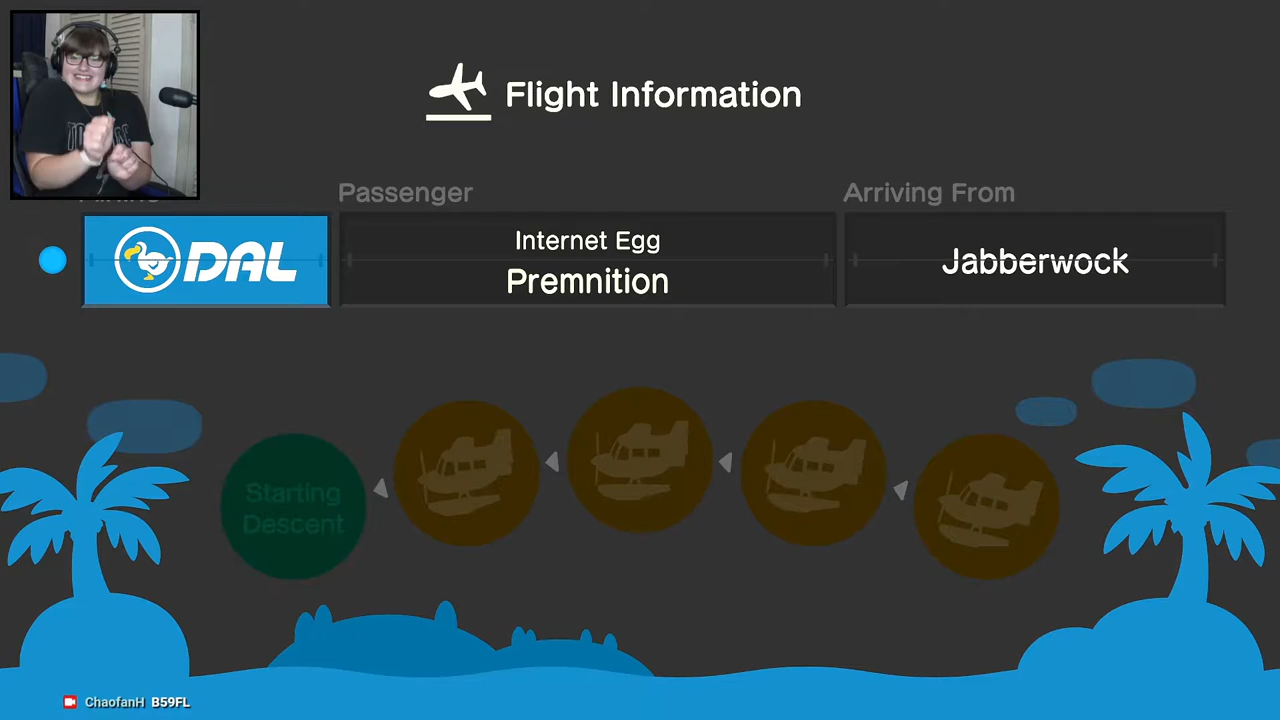 Flight Information
Passenger
Arriving From
DAL
Internet Egg
Premnition
Jabberwock
Starting
Descent
ChaofanH B59FL